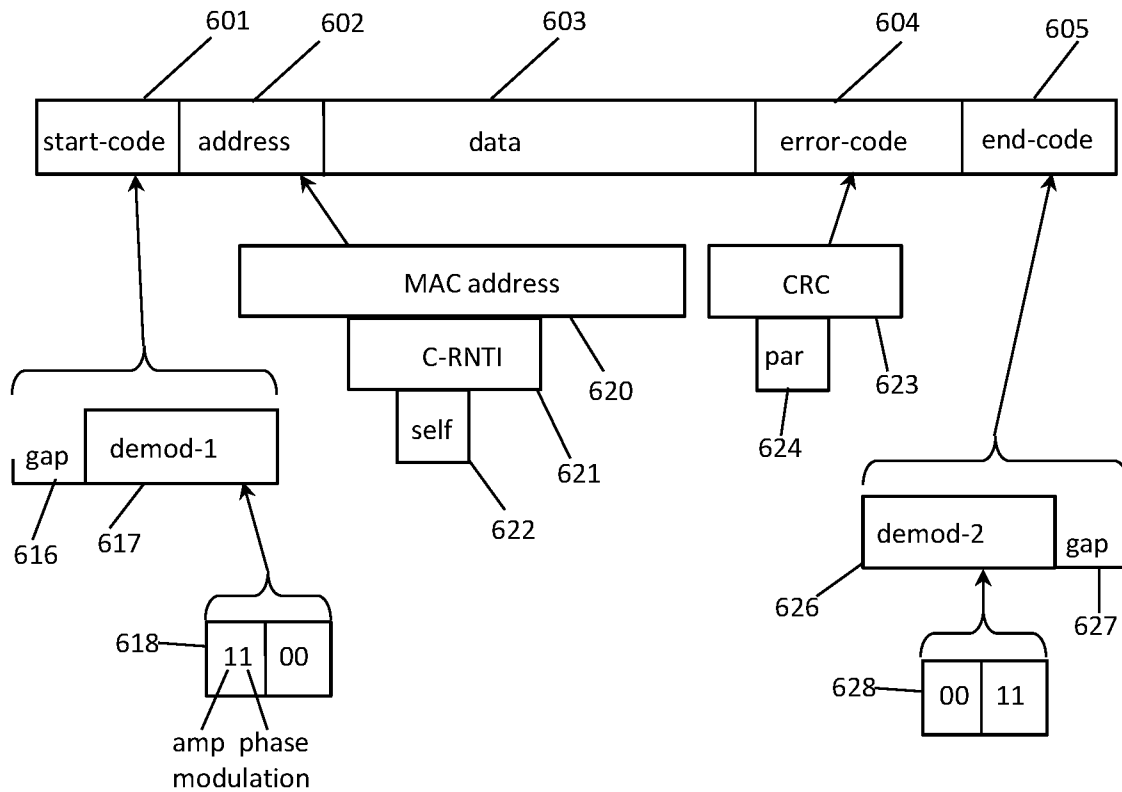 601 602 603 604 605
start-code address data error-code end-code
MAC address CRC
C-RNTI par
620 623
624
gap demod-1 self
621
616 617 622
demod-2 gap
626 627
618 11 00
628 00 11
amp phase
modulation